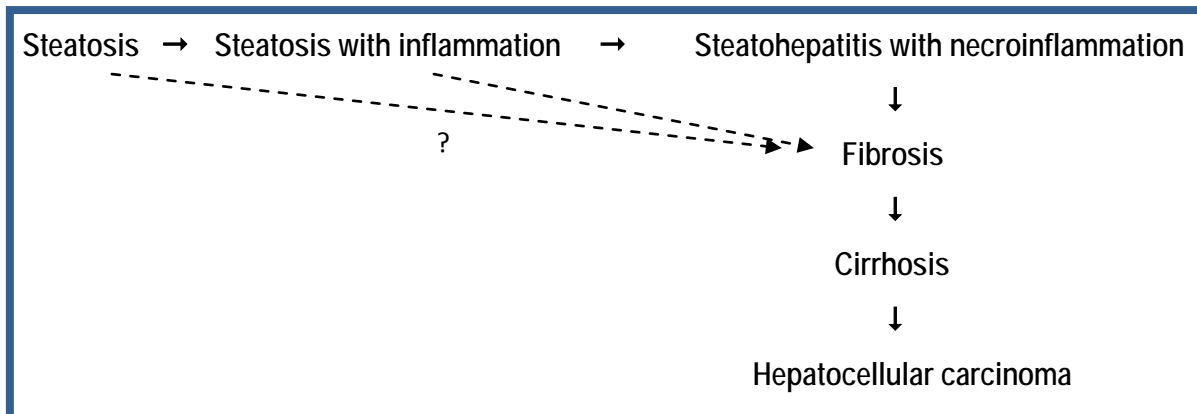 Steatosis → Steatosis with inflammation → Steatohepatitis with necroinflammation
↓
?
Fibrosis
↓
Cirrhosis
↓
Hepatocellular carcinoma